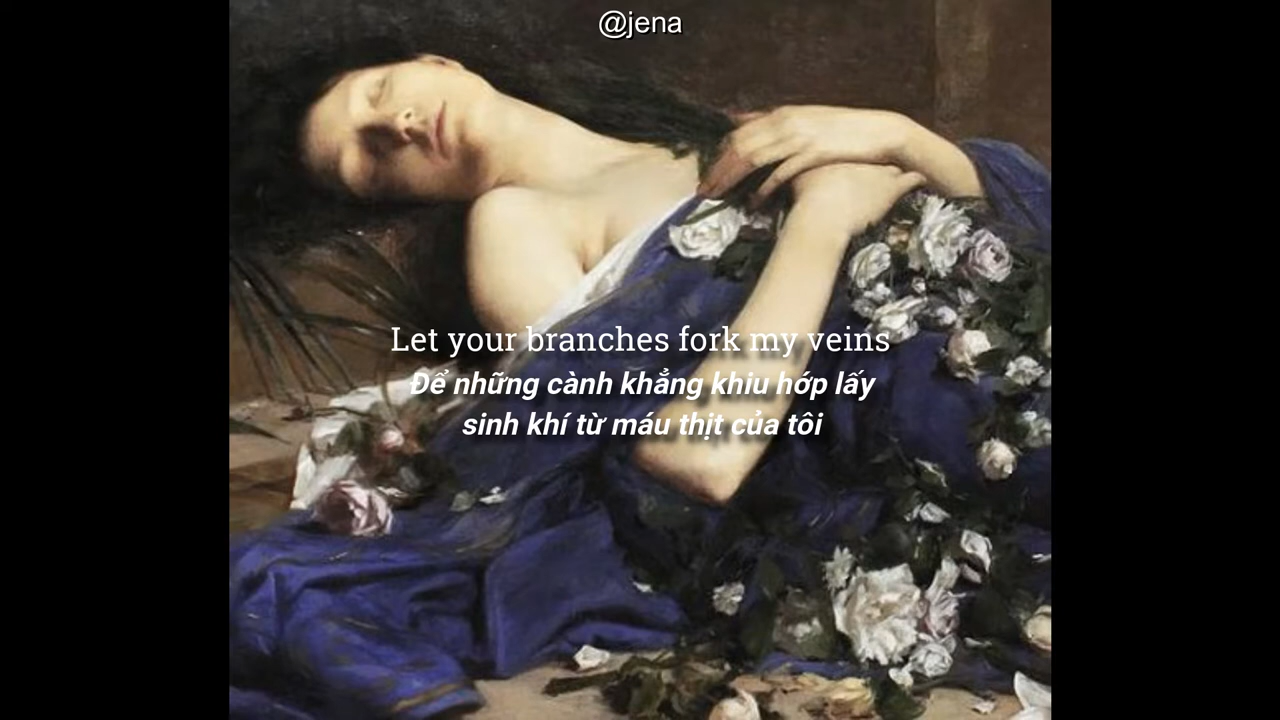 @jena
Let your branches fork my veins
Để những cành khẳng khiu hớp lấy
sinh khí từ máu thịt của tôi